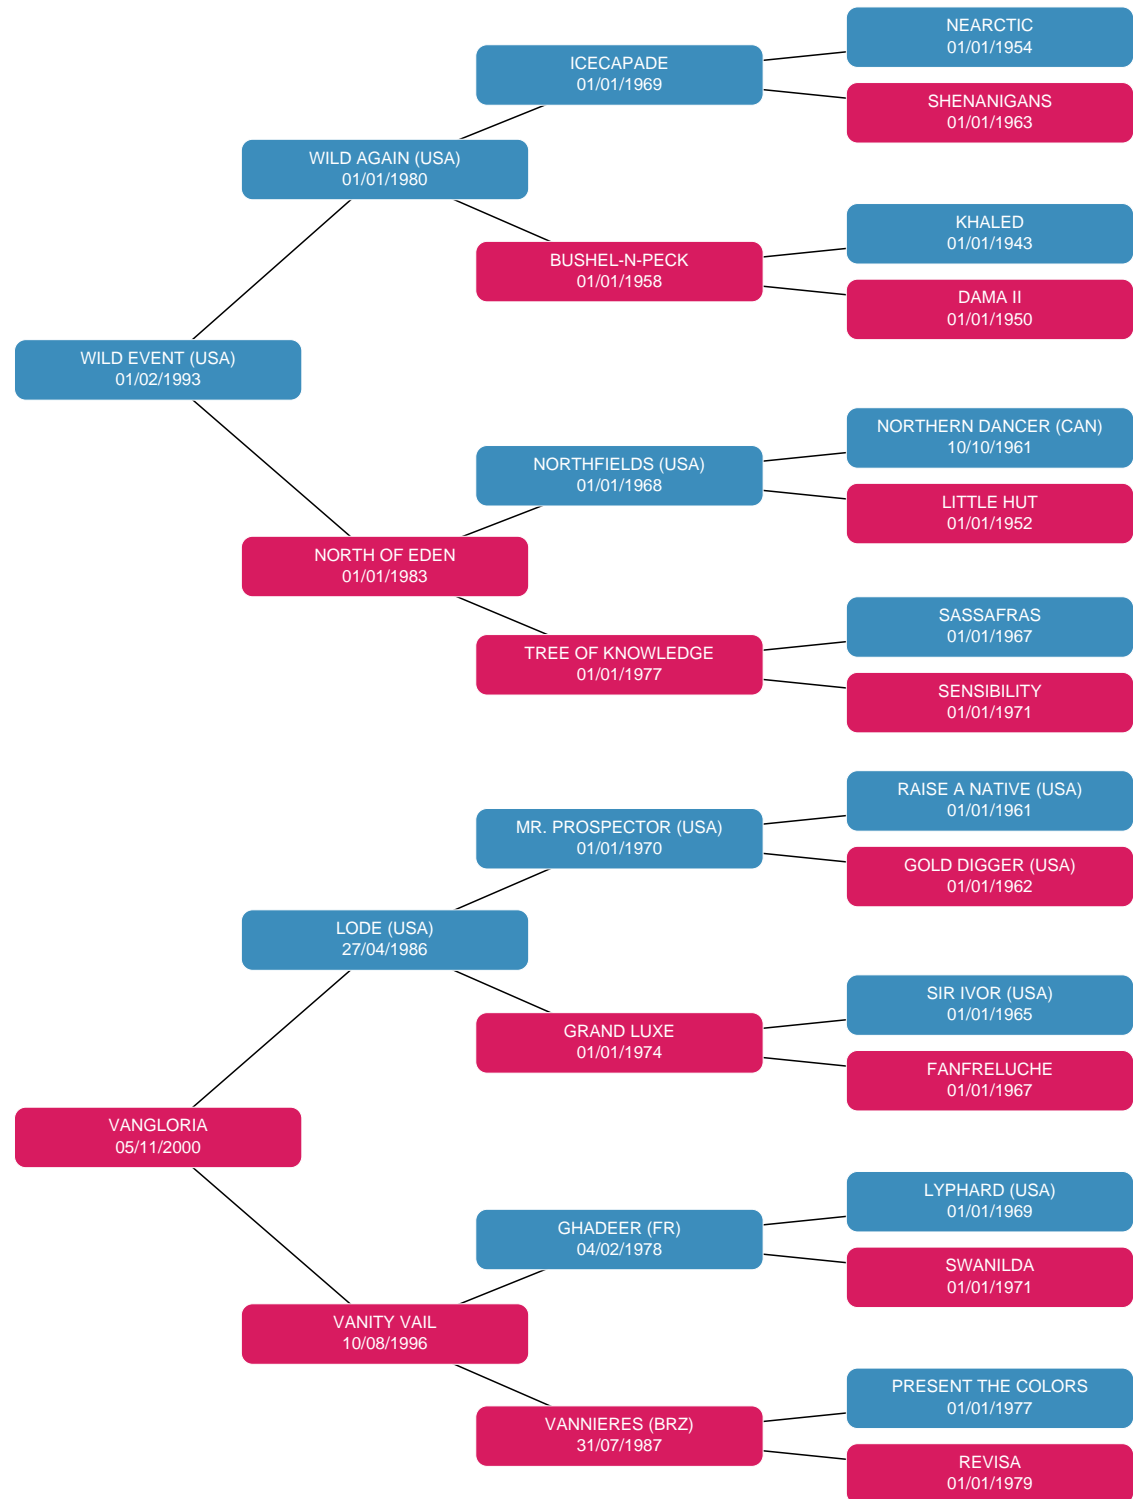 NEARCTIC
01/01/1954
ICECAPADE
01/01/1969
SHENANIGANS
01/01/1963
WILD AGAIN (USA)
01/01/1980
KHALED
01/01/1943
BUSHEL-N-PECK
01/01/1958
DAMA II
01/01/1950
WILD EVENT (USA)
01/02/1993
NORTHERN DANCER (CAN)
10/10/1961
NORTHFIELDS (USA)
01/01/1968
LITTLE HUT
01/01/1952
NORTH OF EDEN
01/01/1983
SASSAFRAS
01/01/1967
TREE OF KNOWLEDGE
01/01/1977
SENSIBILITY
01/01/1971
RAISE A NATIVE (USA)
01/01/1961
MR. PROSPECTOR (USA)
01/01/1970
GOLD DIGGER (USA)
01/01/1962
LODE (USA)
27/04/1986
SIR IVOR (USA)
01/01/1965
GRAND LUXE
01/01/1974
FANFRELUCHE
01/01/1967
VANGLORIA
05/11/2000
LYPHARD (USA)
01/01/1969
GHADEER (FR)
04/02/1978
SWANILDA
01/01/1971
VANITY VAIL
10/08/1996
PRESENT THE COLORS
01/01/1977
VANNIERES (BRZ)
31/07/1987
REVISA
01/01/1979